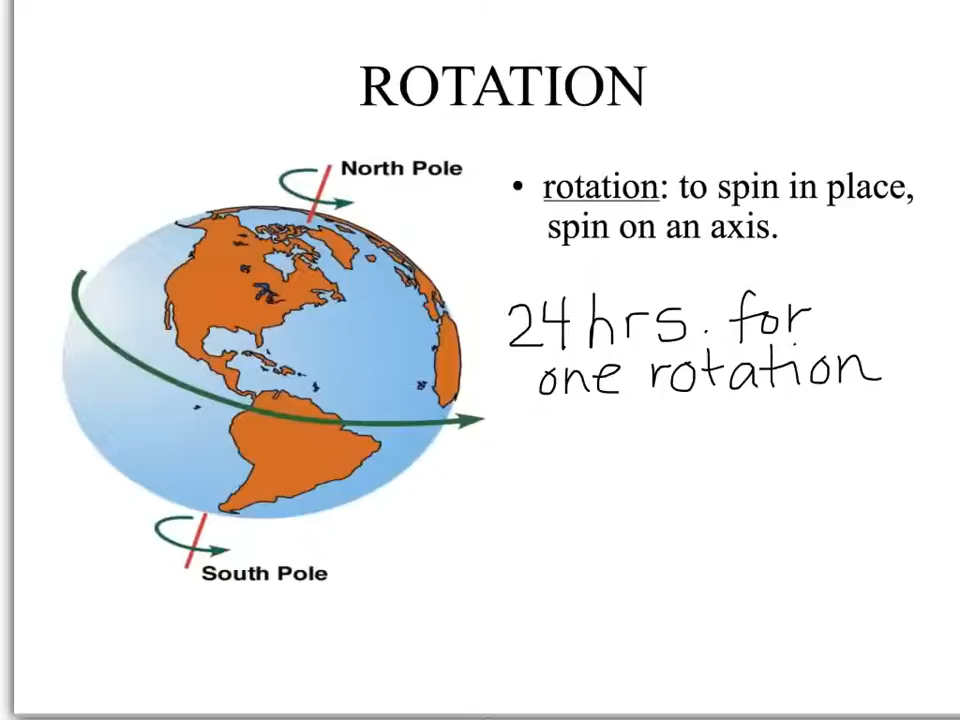 ROTATION
North Pole
• rotation: to spin in place,
spin on an axis.
24 hrs. for
one rotation
South Pole